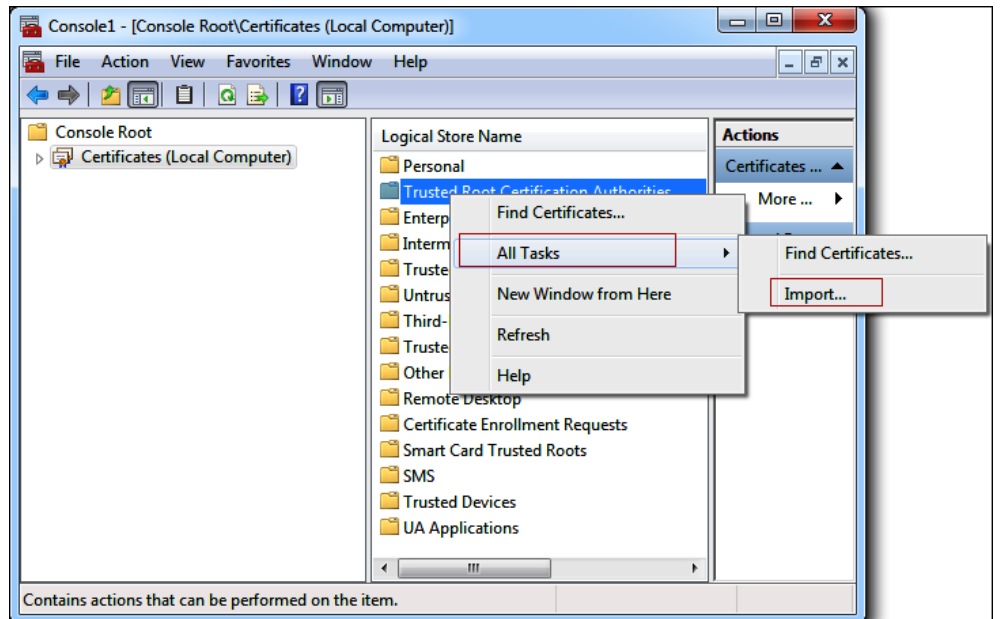 Console1 - [Console Root\Certificates (Local Computer)]
File Action View Favorites Window Help
Console Root
Certificates (Local Computer)
Logical Store Name
Personal
Trusted Root Certification Authorities
Enterp
Interm
Truste
Untrus
Third-
Truste
Other
Remote Desktop
Certificate Enrollment Requests
Smart Card Trusted Roots
SMS
Trusted Devices
UA Applications
Find Certificates...
All Tasks
New Window from Here
Refresh
Help
Find Certificates...
Import...
Actions
Certificates ...
More ...
Contains actions that can be performed on the item.